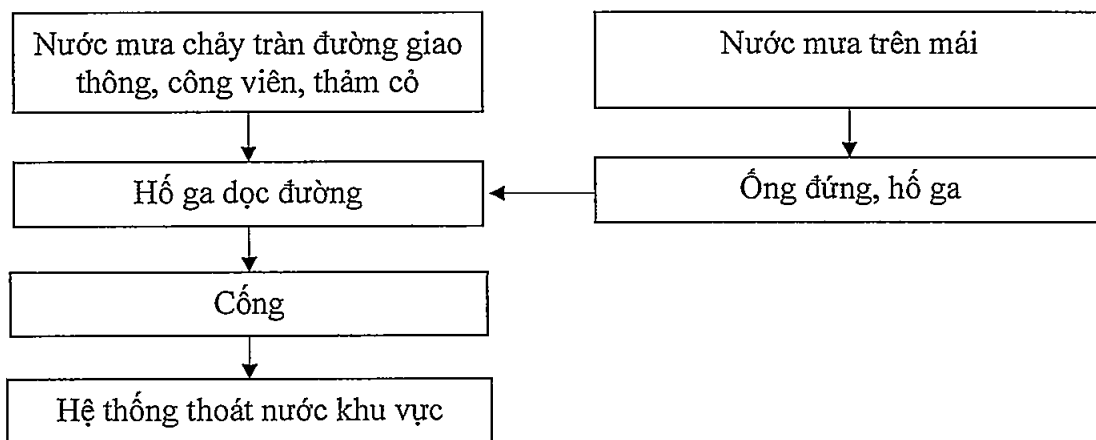 Nước mưa chảy tràn đường giao
thông, công viên, thảm cỏ
Nước mưa trên mái
Hố ga dọc đường
Ống đứng, hố ga
Cống
Hệ thống thoát nước khu vực